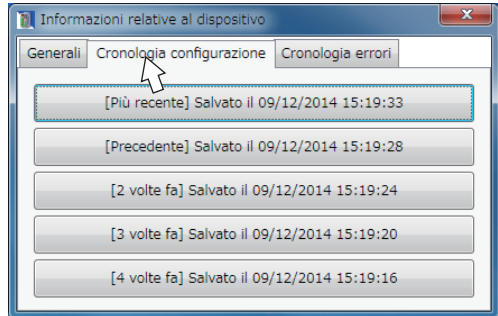 Informazioni relative al dispositivo
Generali Cronologia configurazione Cronologia errori
[Più recente] Salvato il 09/12/2014 15:19:33
[Precedente] Salvato il 09/12/2014 15:19:28
[2 volte fa] Salvato il 09/12/2014 15:19:24
[3 volte fa] Salvato il 09/12/2014 15:19:20
[4 volte fa] Salvato il 09/12/2014 15:19:16